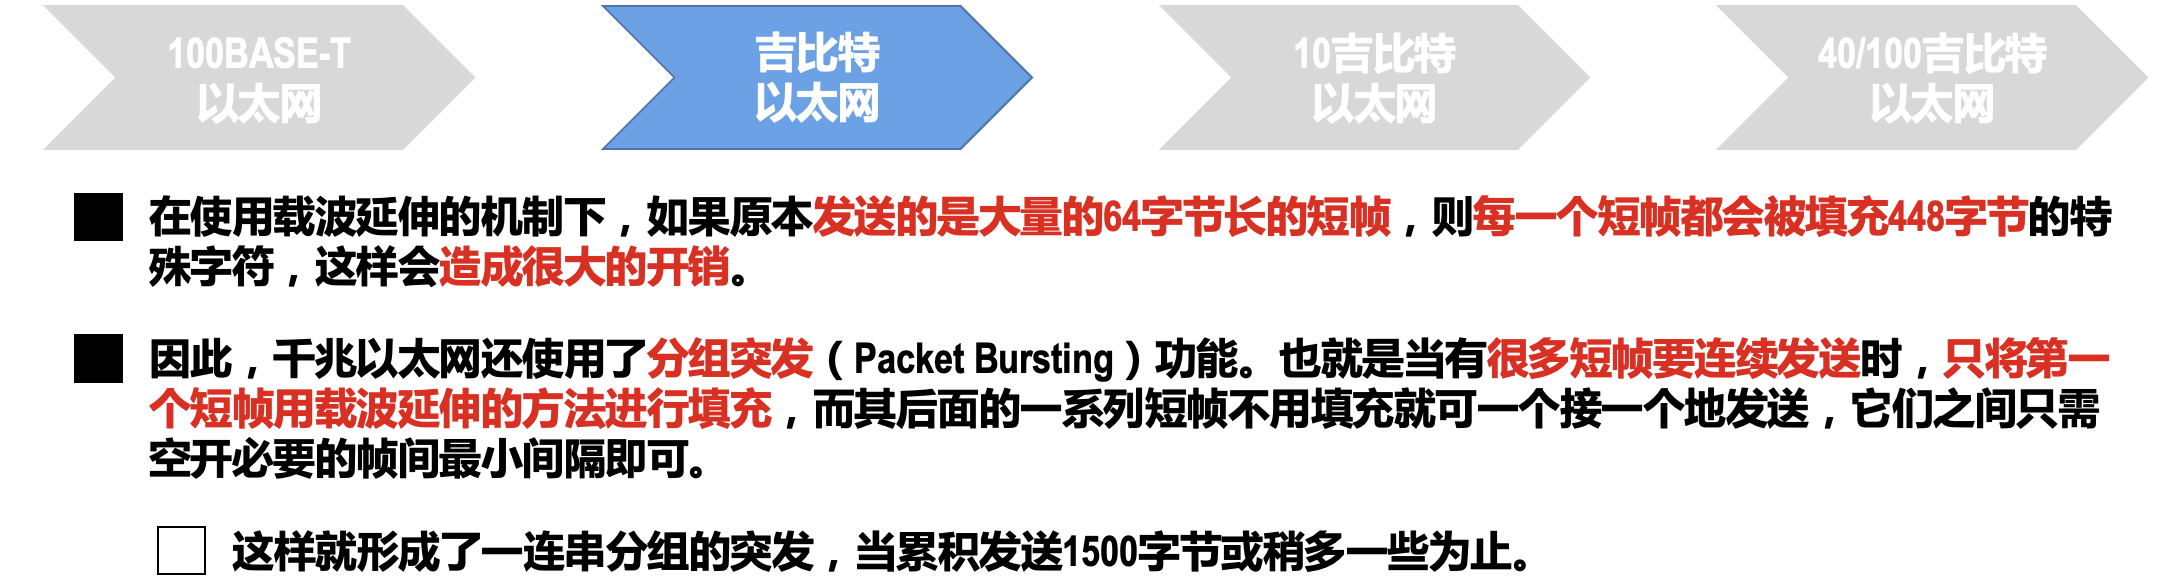 100BASE-T
以太网
吉比特
以太网
10吉比特
以太网
40/100吉比特
以太网
在使用载波延伸的机制下，如果原本发送的是大量的64字节长的短帧，则每一个短帧都会被填充448字节的特
殊字符，这样会造成很大的开销。
因此，千兆以太网还使用了分组突发（Packet Bursting）功能。也就是当有很多短帧要连续发送时，只将第一
个短帧用载波延伸的方法进行填充，而其后面的一系列短帧不用填充就可一个接一个地发送，它们之间只需
空开必要的帧间最小间隔即可。
这样就形成了一连串分组的突发，当累积发送1500字节或稍多一些为止。